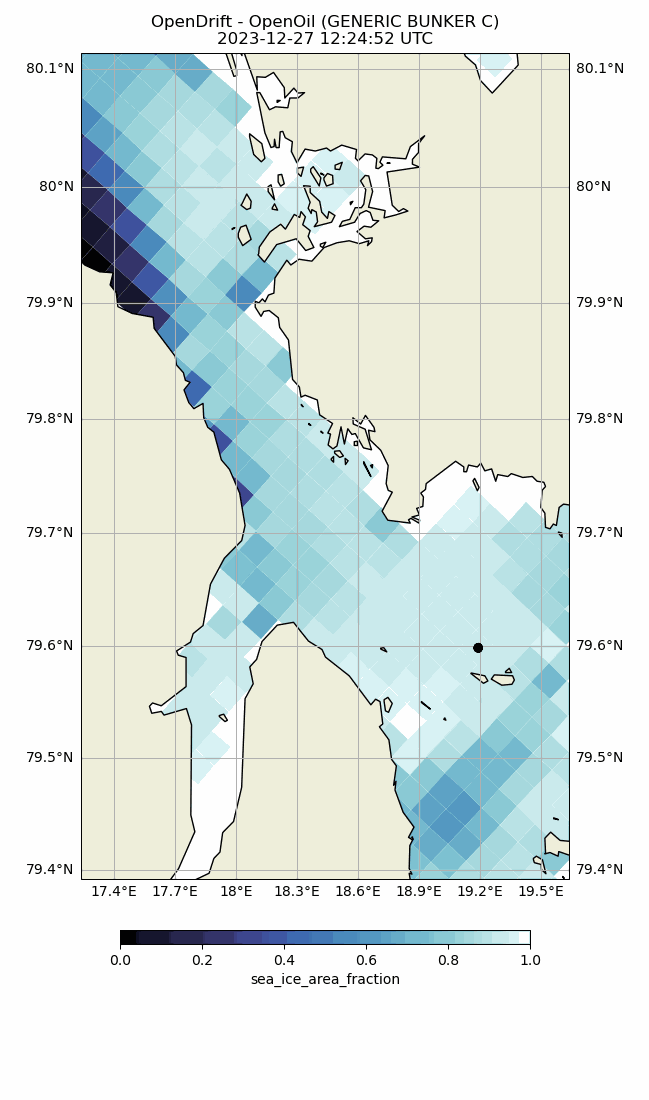 OpenDrift - OpenOil (GENERIC BUNKER C)
2023-12-27 12:24:52 UTC
80.1°N 80.1°N
80°N 80°N
79.9°N 79.9°N
79.8°N 79.8°N
79.7°N 79.7°N
79.6°N 79.6°N
79.5°N 79.5°N
79.4°N 79.4°N
17.4°E 17.7°E 18°E 18.3°E 18.6°E 18.9°E 19.2°E 19.5°E
0.0 0.2 0.4 0.6 0.8 1.0
sea_ice_area_fraction